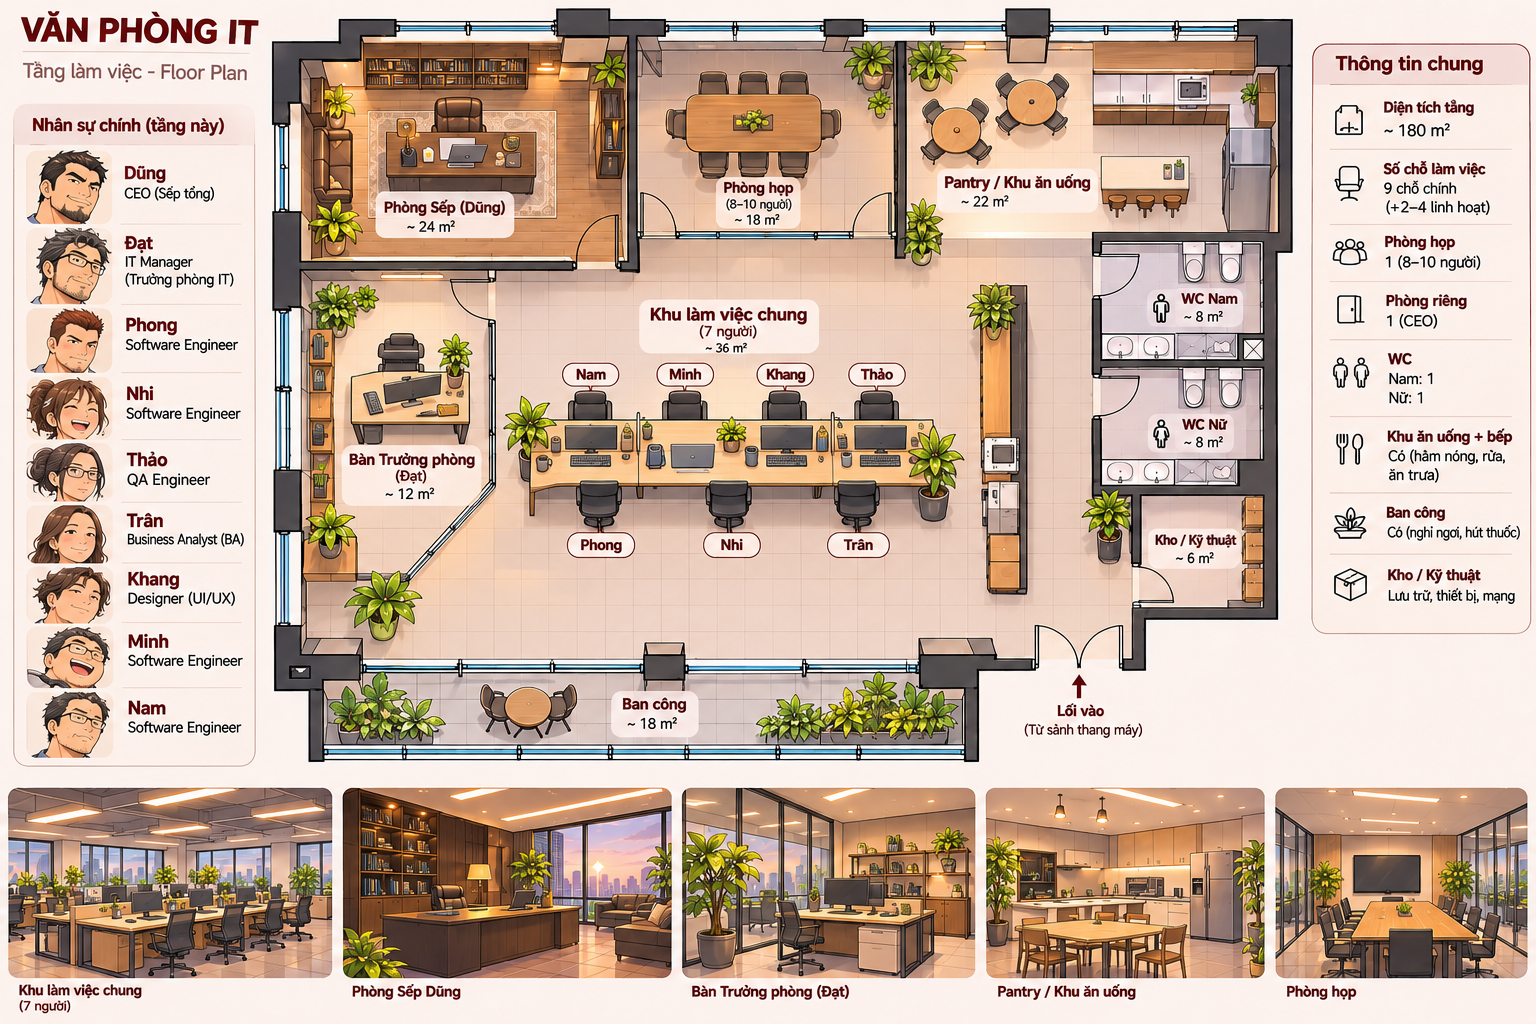 VĂN PHÒNG IT
Tầng làm việc - Floor Plan
Nhân sự chính (tầng này)
Dũng
CEO (Sếp tổng)
Đạt
IT Manager
(Trưởng phòng IT)
Phong
Software Engineer
Nhi
Software Engineer
Thảo
QA Engineer
Trân
Business Analyst (BA)
Khang
Designer (UI/UX)
Minh
Software Engineer
Nam
Software Engineer
Phòng Sếp (Dũng)
~ 24 m²
Phòng họp
(8–10 người)
~ 18 m²
Pantry / Khu ăn uống
~ 22 m²
WC Nam
~ 8 m²
WC Nữ
~ 8 m²
Kho / Kỹ thuật
~ 6 m²
Khu làm việc chung
(7 người)
~ 36 m²
Nam
Minh
Khang
Thảo
Phong
Nhi
Trân
Bàn Trưởng phòng
(Đạt)
~ 12 m²
Ban công
~ 18 m²
Lối vào
(Từ sảnh thang máy)
Thông tin chung
Diện tích tầng
~ 180 m²
Số chỗ làm việc
9 chỗ chính
(+2–4 linh hoạt)
Phòng họp
1 (8–10 người)
Phòng riêng
1 (CEO)
WC
Nam: 1
Nữ: 1
Khu ăn uống + bếp
Có (hâm nóng, rửa,
ăn trưa)
Ban công
Có (nghỉ ngơi, hút thuốc)
Kho / Kỹ thuật
Lưu trữ, thiết bị, mạng
Khu làm việc chung
(7 người)
Phòng Sếp Dũng
Bàn Trưởng phòng (Đạt)
Pantry / Khu ăn uống
Phòng họp